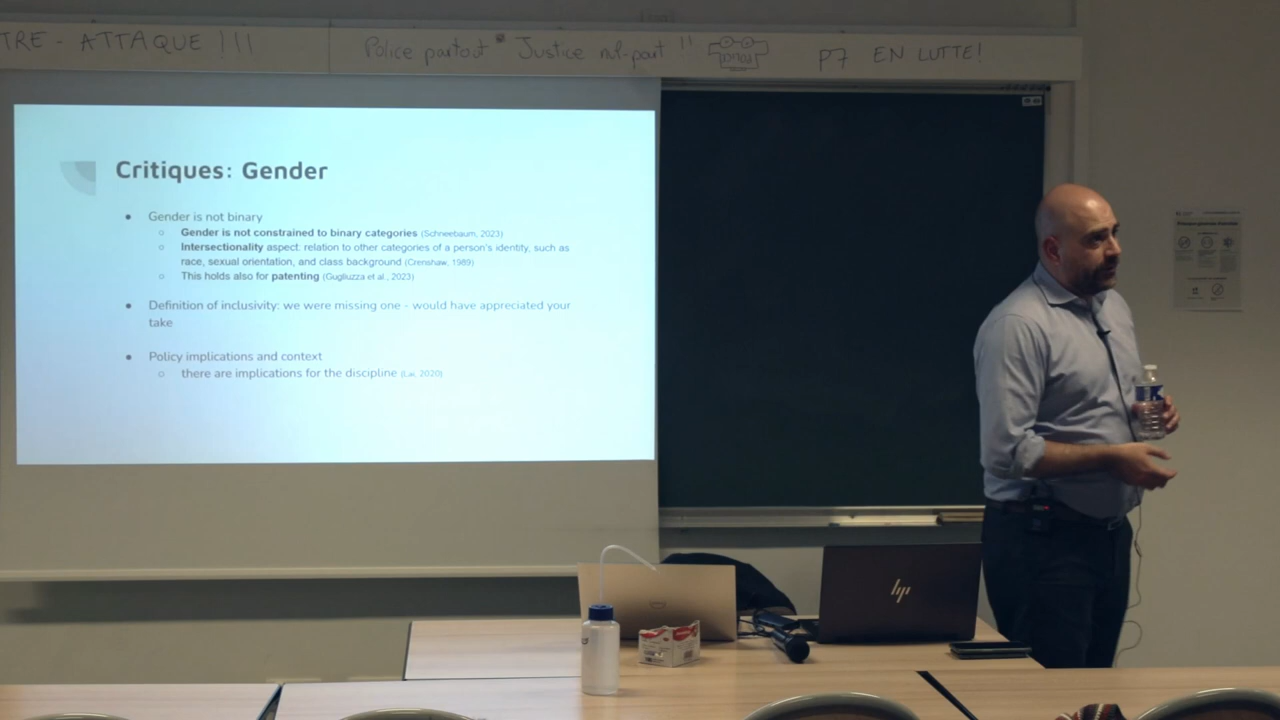 TRE - ATTAQUE !!!
Police partout Justice nul-part !!
P7 EN LUTTE!
Critiques: Gender
● Gender is not binary
○ Gender is not constrained to binary categories (Schneebaum, 2023)
○ Intersectionality aspect: relation to other categories of a person's identity, such as
race, sexual orientation, and class background (Crenshaw, 1989)
○ This holds also for patenting (Gugliuzza et al., 2023)
● Definition of inclusivity: we were missing one - would have appreciated your
take
● Policy implications and context
○ there are implications for the discipline (Lai, 2020)
hp